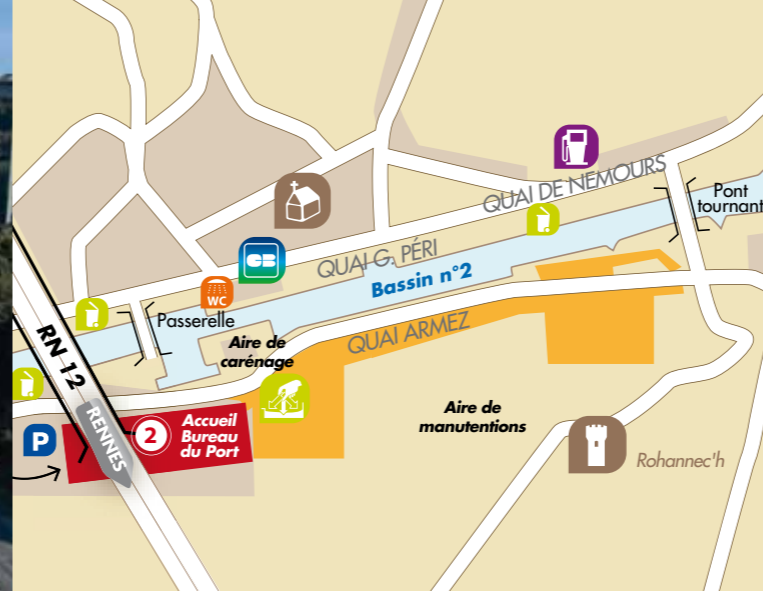 QUAI DE NEMOURS
Pont
tournant
QUAI G. PÉRI
CB
Bassin n°2
WC
Passerelle
RN 12
Aire de
carénage
QUAI ARMEZ
RENNES
P
2
Accueil
Bureau
du Port
Aire de
manutentions
Rohannec'h